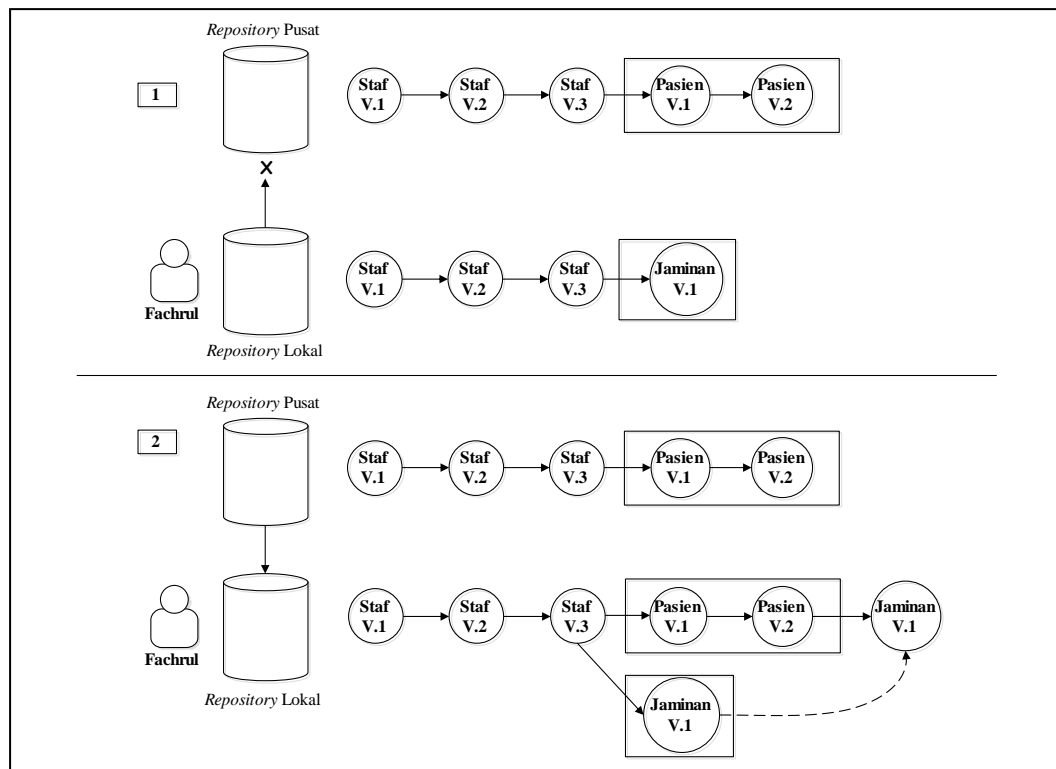 Repository Pusat
1
Staf
V.1
Staf
V.2
Staf
V.3
Pasien
V.1
Pasien
V.2
X
Fachrul
Staf
V.1
Staf
V.2
Staf
V.3
Jaminan
V.1
Repository Lokal
Repository Pusat
2
Staf
V.1
Staf
V.2
Staf
V.3
Pasien
V.1
Pasien
V.2
Fachrul
Staf
V.1
Staf
V.2
Staf
V.3
Pasien
V.1
Pasien
V.2
Jaminan
V.1
Repository Lokal
Jaminan
V.1